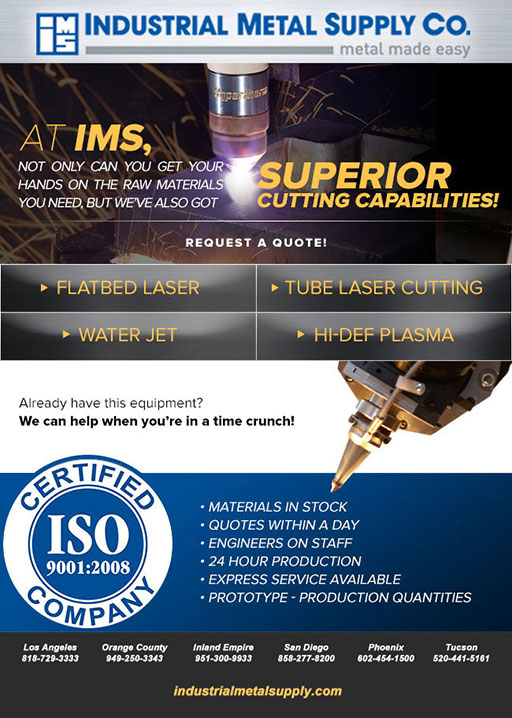 IMS INDUSTRIAL METAL SUPPLY CO.
metal made easy
AT IMS,
NOT ONLY CAN YOU GET YOUR
HANDS ON THE RAW MATERIALS
YOU NEED, BUT WE'VE ALSO GOT
SUPERIOR
CUTTING CAPABILITIES!
REQUEST A QUOTE!
FLATBED LASER
TUBE LASER CUTTING
WATER JET
HI-DEF PLASMA
Already have this equipment?
We can help when you're in a time crunch!
CERTIFIED
ISO
9001:2008
COMPANY
• MATERIALS IN STOCK
• QUOTES WITHIN A DAY
• ENGINEERS ON STAFF
• 24 HOUR PRODUCTION
• EXPRESS SERVICE AVAILABLE
• PROTOTYPE - PRODUCTION QUANTITIES
Los Angeles Orange County Inland Empire San Diego Phoenix Tucson
818-729-3333 949-250-3343 951-300-9933 858-277-8200 602-454-1500 520-441-5161
industrialmetalsupply.com